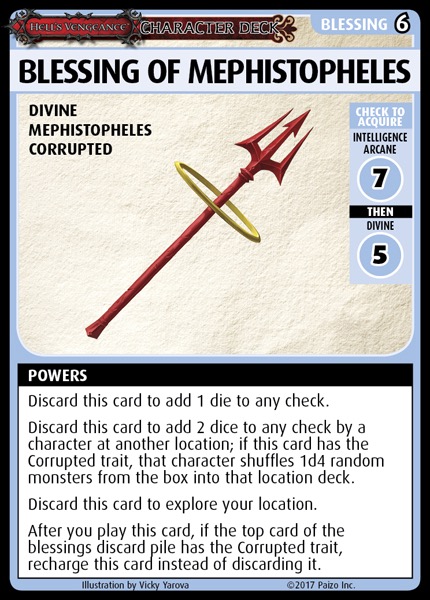 HELL'S VENGEANCE CHARACTER DECK BLESSING 6
BLESSING OF MEPHISTOPHELES
DIVINE
MEPHISTOPHELES
CORRUPTED
CHECK TO
ACQUIRE
INTELLIGENCE
ARCANE
7
THEN
DIVINE
5
POWERS
Discard this card to add 1 die to any check.
Discard this card to add 2 dice to any check by a
character at another location; if this card has the
Corrupted trait, that character shuffles 1d4 random
monsters from the box into that location deck.
Discard this card to explore your location.
After you play this card, if the top card of the
blessings discard pile has the Corrupted trait,
recharge this card instead of discarding it.
Illustration by Vicky Yarova ©2017 Paizo Inc.